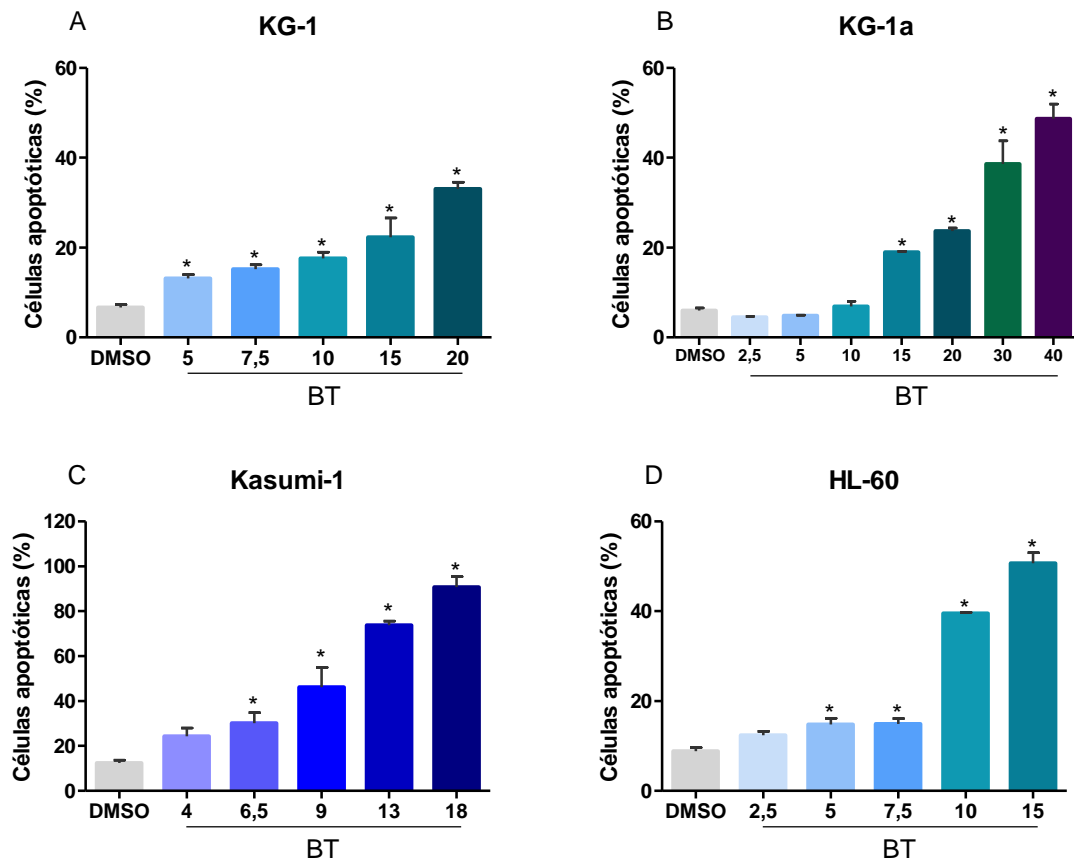 A
KG-1
Células apoptóticas (%)
60
40
20
0
* * * * *
DMSO 5 7,5 10 15 20
BT
B
KG-1a
Células apoptóticas (%)
60
40
20
0
* * * *
DMSO 2,5 5 10 15 20 30 40
BT
C
Kasumi-1
Células apoptóticas (%)
120
100
80
60
40
20
0
* * * *
DMSO 4 6,5 9 13 18
BT
D
HL-60
Células apoptóticas (%)
60
40
20
0
* * * *
DMSO 2,5 5 7,5 10 15
BT